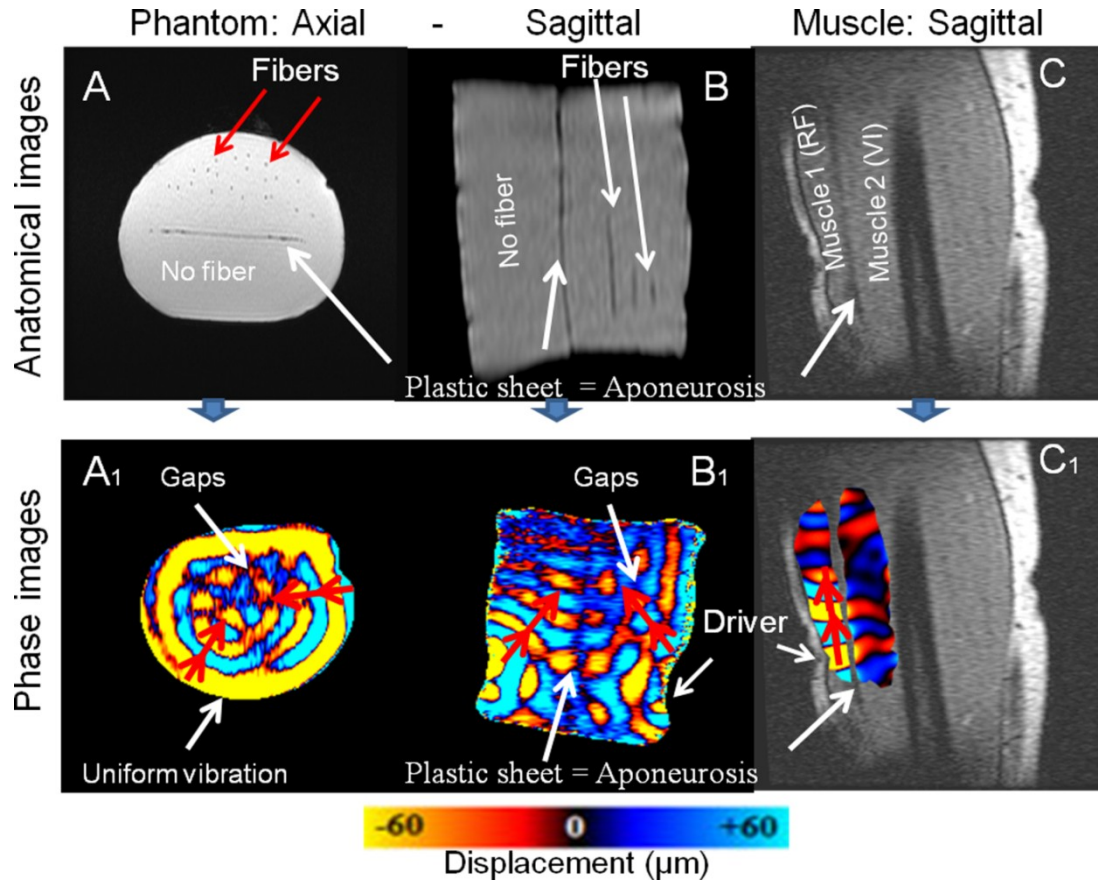 Phantom: Axial - Sagittal Muscle: Sagittal
Anatomical images
A
Fibers
No fiber
B
Fibers
No fiber
Plastic sheet = Aponeurosis
C
Muscle 1 (RF)
Muscle 2 (VI)
Phase images
A1
Gaps
Uniform vibration
B1
Gaps
Driver
Plastic sheet = Aponeurosis
C1
-60 0 +60
Displacement (µm)